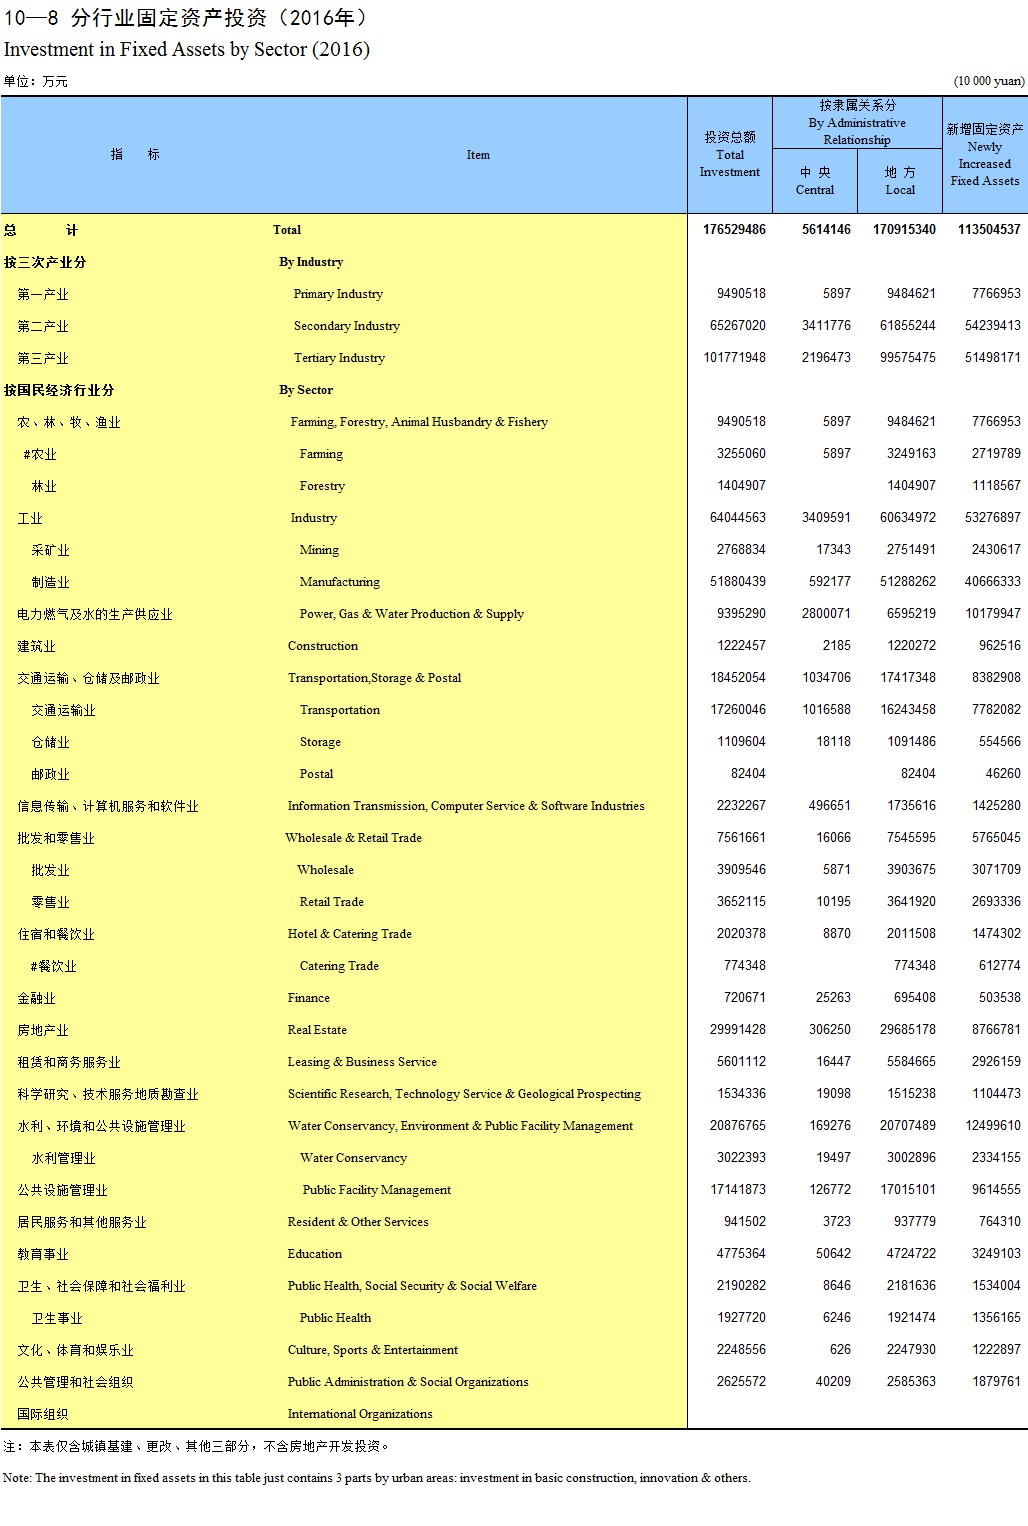 10—8 分行业固定资产投资（2016年）
Investment in Fixed Assets by Sector (2016)
单位：万元 (10 000 yuan)
指 标 Item 投资总额 Total Investment 按隶属关系分 By Administrative Relationship 新增固定资产 Newly Increased Fixed Assets
中 央 Central 地 方 Local
总 计 Total 176529486 5614146 170915340 113504537
按三次产业分 By Industry
第一产业 Primary Industry 9490518 5897 9484621 7766953
第二产业 Secondary Industry 65267020 3411776 61855244 54239413
第三产业 Tertiary Industry 101771948 2196473 99575475 51498171
按国民经济行业分 By Sector
农、林、牧、渔业 Farming, Forestry, Animal Husbandry & Fishery 9490518 5897 9484621 7766953
#农业 Farming 3255060 5897 3249163 2719789
林业 Forestry 1404907 1404907 1118567
工业 Industry 64044563 3409591 60634972 53276897
采矿业 Mining 2768834 17343 2751491 2430617
制造业 Manufacturing 51880439 592177 51288262 40666333
电力燃气及水的生产供应业 Power, Gas & Water Production & Supply 9395290 2800071 6595219 10179947
建筑业 Construction 1222457 2185 1220272 962516
交通运输、仓储及邮政业 Transportation,Storage & Postal 18452054 1034706 17417348 8382908
交通运输业 Transportation 17260046 1016588 16243458 7782082
仓储业 Storage 1109604 18118 1091486 554566
邮政业 Postal 82404 82404 46260
信息传输、计算机服务和软件业 Information Transmission, Computer Service & Software Industries 2232267 496651 1735616 1425280
批发和零售业 Wholesale & Retail Trade 7561661 16066 7545595 5765045
批发业 Wholesale 3909546 5871 3903675 3071709
零售业 Retail Trade 3652115 10195 3641920 2693336
住宿和餐饮业 Hotel & Catering Trade 2020378 8870 2011508 1474302
#餐饮业 Catering Trade 774348 774348 612774
金融业 Finance 720671 25263 695408 503538
房地产业 Real Estate 29991428 306250 29685178 8766781
租赁和商务服务业 Leasing & Business Service 5601112 16447 5584665 2926159
科学研究、技术服务地质勘查业 Scientific Research, Technology Service & Geological Prospecting 1534336 19098 1515238 1104473
水利、环境和公共设施管理业 Water Conservancy, Environment & Public Facility Management 20876765 169276 20707489 12499610
水利管理业 Water Conservancy 3022393 19497 3002896 2334155
公共设施管理业 Public Facility Management 17141873 126772 17015101 9614555
居民服务和其他服务业 Resident & Other Services 941502 3723 937779 764310
教育事业 Education 4775364 50642 4724722 3249103
卫生、社会保障和社会福利业 Public Health, Social Security & Social Welfare 2190282 8646 2181636 1534004
卫生事业 Public Health 1927720 6246 1921474 1356165
文化、体育和娱乐业 Culture, Sports & Entertainment 2248556 626 2247930 1222897
公共管理和社会组织 Public Administration & Social Organizations 2625572 40209 2585363 1879761
国际组织 International Organizations
注：本表仅含城镇基建、更改、其他三部分，不含房地产开发投资。
Note: The investment in fixed assets in this table just contains 3 parts by urban areas: investment in basic construction, innovation & others.